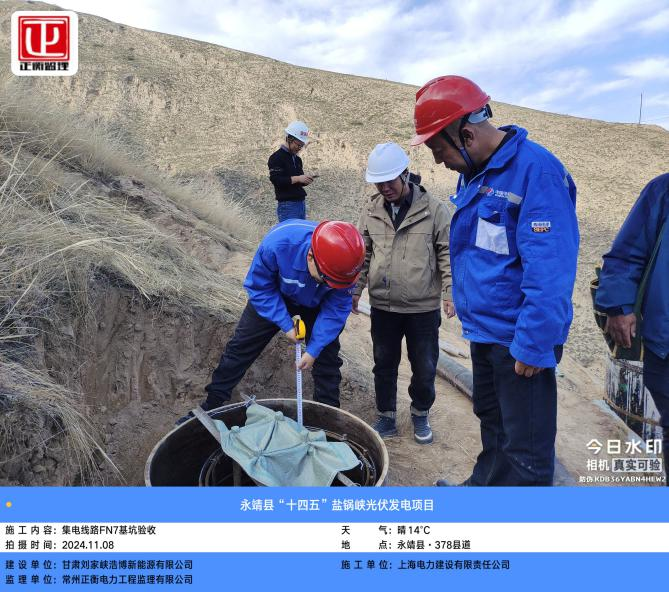 正衡监理
SEPC
今日水印
相机 真实可验
防伪 KDB36YABN4HEW2
永靖县“十四五”盐锅峡光伏发电项目
施工内容：集电线路FN7基坑验收
天 气：晴 14℃
拍摄时间：2024.11.08
地 点：永靖县·378县道
建设单位：甘肃刘家峡浩博新能源有限公司
施工单位：上海电力建设有限责任公司
监理单位：常州正衡电力工程监理有限公司